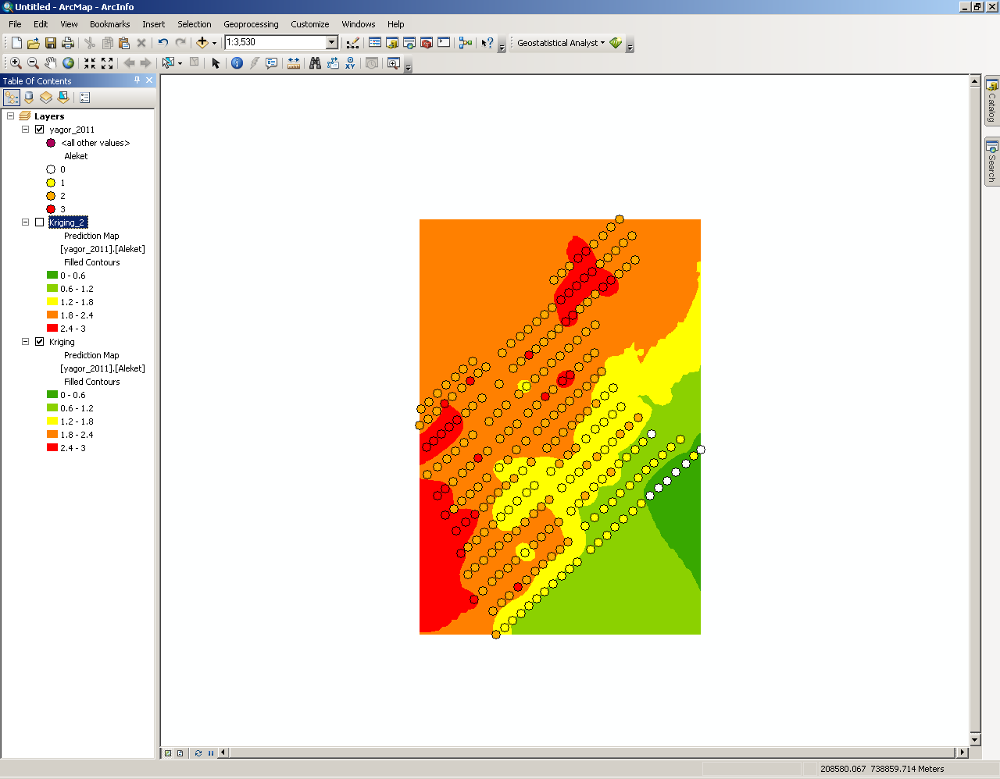 Untitled - ArcMap - ArcInfo
File Edit View Bookmarks Insert Selection Geoprocessing Customize Windows Help
1:3,530
Geostatistical Analyst
Table Of Contents
Layers
yagor_2011
<all other values>
Aleket
0
1
2
3
Kriging_2
Prediction Map
[yagor_2011].[Aleket]
Filled Contours
0 - 0.6
0.6 - 1.2
1.2 - 1.8
1.8 - 2.4
2.4 - 3
Kriging
Prediction Map
[yagor_2011].[Aleket]
Filled Contours
0 - 0.6
0.6 - 1.2
1.2 - 1.8
1.8 - 2.4
2.4 - 3
Catalog
Search
208580.067 738859.714 Meters